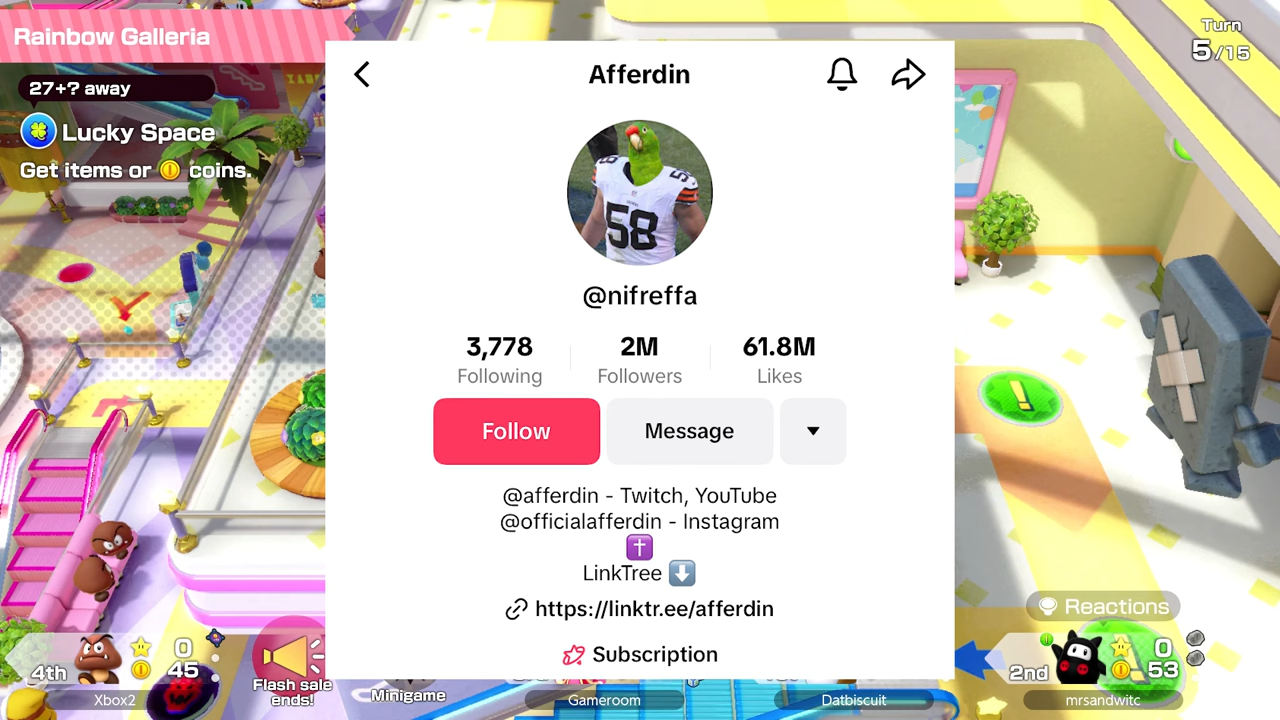 Rainbow Galleria
27+? away
Lucky Space
Get items or coins.
Turn
5/15
Afferdin
58
59
@nifreffa
3,778
Following
2M
Followers
61.8M
Likes
Follow
Message
@afferdin - Twitch, YouTube
@officialafferdin - Instagram
✝️
LinkTree ⬇️
https://linktr.ee/afferdin
Subscription
Reactions
4th
0
45
Xbox2
Flash sale
ends!
Minigame
Gameroom
Datbiscuit
2nd
0
53
mrsandwitc